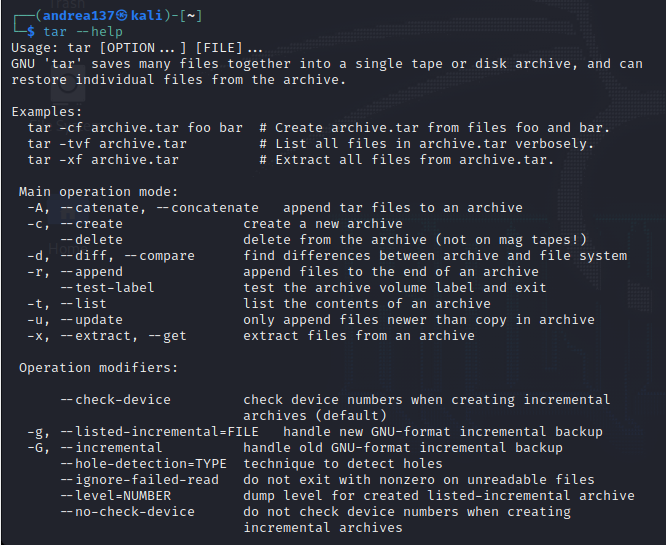 ┌──(andrea137㉿kali)-[~]
└─$ tar --help
Usage: tar [OPTION...] [FILE]...
GNU 'tar' saves many files together into a single tape or disk archive, and can
restore individual files from the archive.

Examples:
  tar -cf archive.tar foo bar  # Create archive.tar from files foo and bar.
  tar -tvf archive.tar         # List all files in archive.tar verbosely.
  tar -xf archive.tar          # Extract all files from archive.tar.

 Main operation mode:
  -A, --catenate, --concatenate   append tar files to an archive
  -c, --create               create a new archive
      --delete               delete from the archive (not on mag tapes!)
  -d, --diff, --compare      find differences between archive and file system
  -r, --append               append files to the end of an archive
      --test-label           test the archive volume label and exit
  -t, --list                 list the contents of an archive
  -u, --update               only append files newer than copy in archive
  -x, --extract, --get       extract files from an archive

 Operation modifiers:

      --check-device         check device numbers when creating incremental
                             archives (default)
  -g, --listed-incremental=FILE   handle new GNU-format incremental backup
  -G, --incremental          handle old GNU-format incremental backup
      --hole-detection=TYPE  technique to detect holes
      --ignore-failed-read   do not exit with nonzero on unreadable files
      --level=NUMBER         dump level for created listed-incremental archive
      --no-check-device      do not check device numbers when creating
                             incremental archives